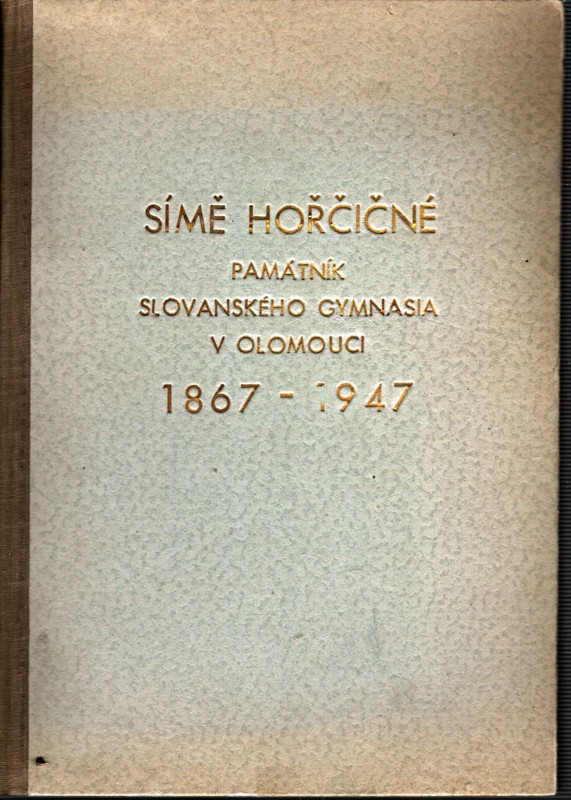 SÍMĚ HOŘČIČNÉ
PAMÁTNÍK
SLOVANSKÉHO GYMNASIA
V OLOMOUCI
1867 - 1947